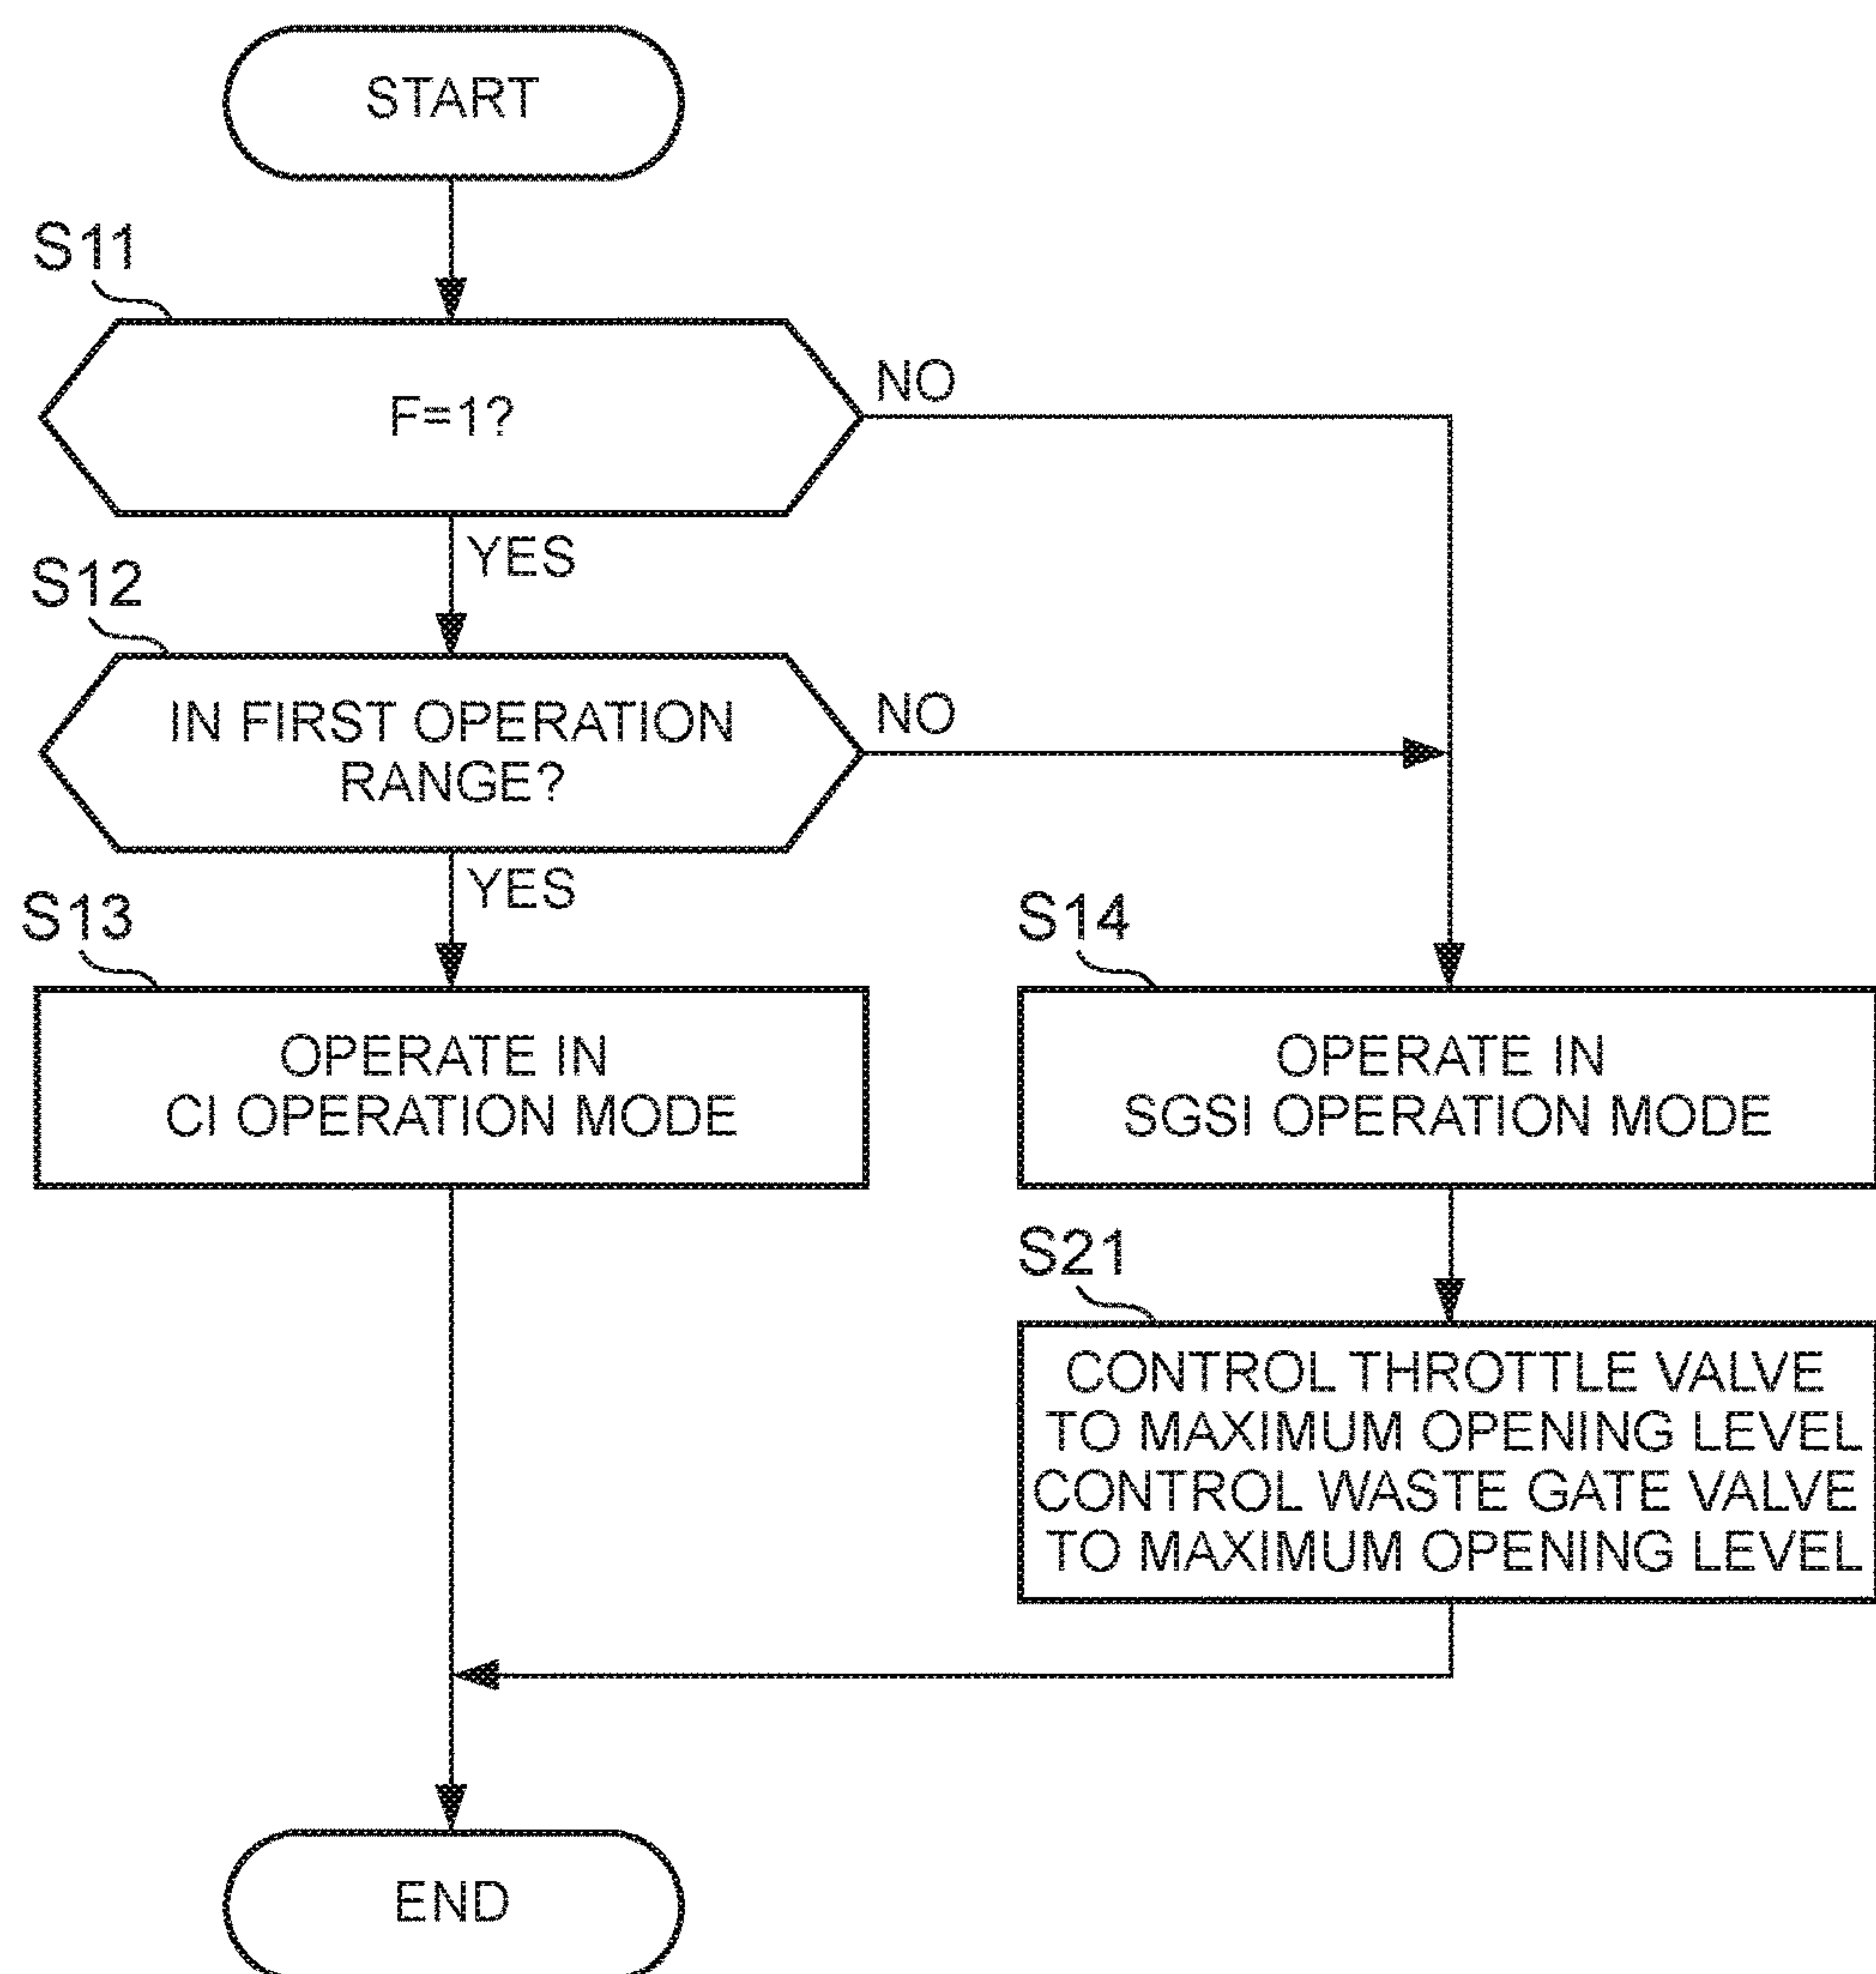 START
S11
F=1?
NO
YES
S12
IN FIRST OPERATION
RANGE?
NO
YES
S13
OPERATE IN
CI OPERATION MODE
S14
OPERATE IN
SGSI OPERATION MODE
S21
CONTROL THROTTLE VALVE
TO MAXIMUM OPENING LEVEL
CONTROL WASTE GATE VALVE
TO MAXIMUM OPENING LEVEL
END